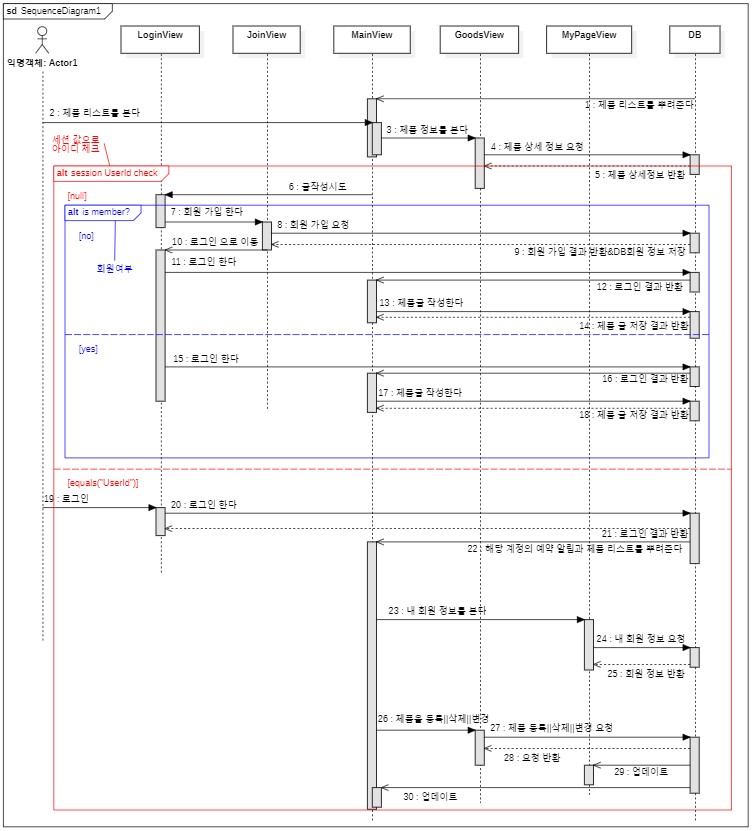 sd SequenceDiagram1
LoginView
JoinView
MainView
GoodsView
MyPageView
DB
익명객체: Actor1
1 : 제품 리스트를 뿌려준다
2 : 제품 리스트를 본다
3 : 제품 정보를 본다
세션 값으로
아이디 체크
4 : 제품 상세 정보 요청
5 : 제품 상세정보 반환
alt session UserId check
6 : 글작성시도
[null]
alt is member?
7 : 회원 가입 한다
8 : 회원 가입 요청
[no]
10 : 로그인 으로 이동
9 : 회원 가입 결과 반환&DB회원 정보 저장
회원여부
11 : 로그인 한다
12 : 로그인 결과 반환
13 : 제품글 작성한다
14 : 제품 글 저장 결과 반환
[yes]
15 : 로그인 한다
16 : 로그인 결과 반환
17 : 제품글 작성한다
18 : 제품 글 저장 결과 반환
[equals("UserId")]
19 : 로그인
20 : 로그인 한다
21 : 로그인 결과 반환
22 : 해당 계정의 예약 알림과 제품 리스트를 뿌려준다
23 : 내 회원 정보를 본다
24 : 내 회원 정보 요청
25 : 회원 정보 반환
26 : 제품을 등록||삭제||변경
27 : 제품 등록||삭제||변경 요청
28 : 요청 반환
29 : 업데이트
30 : 업데이트